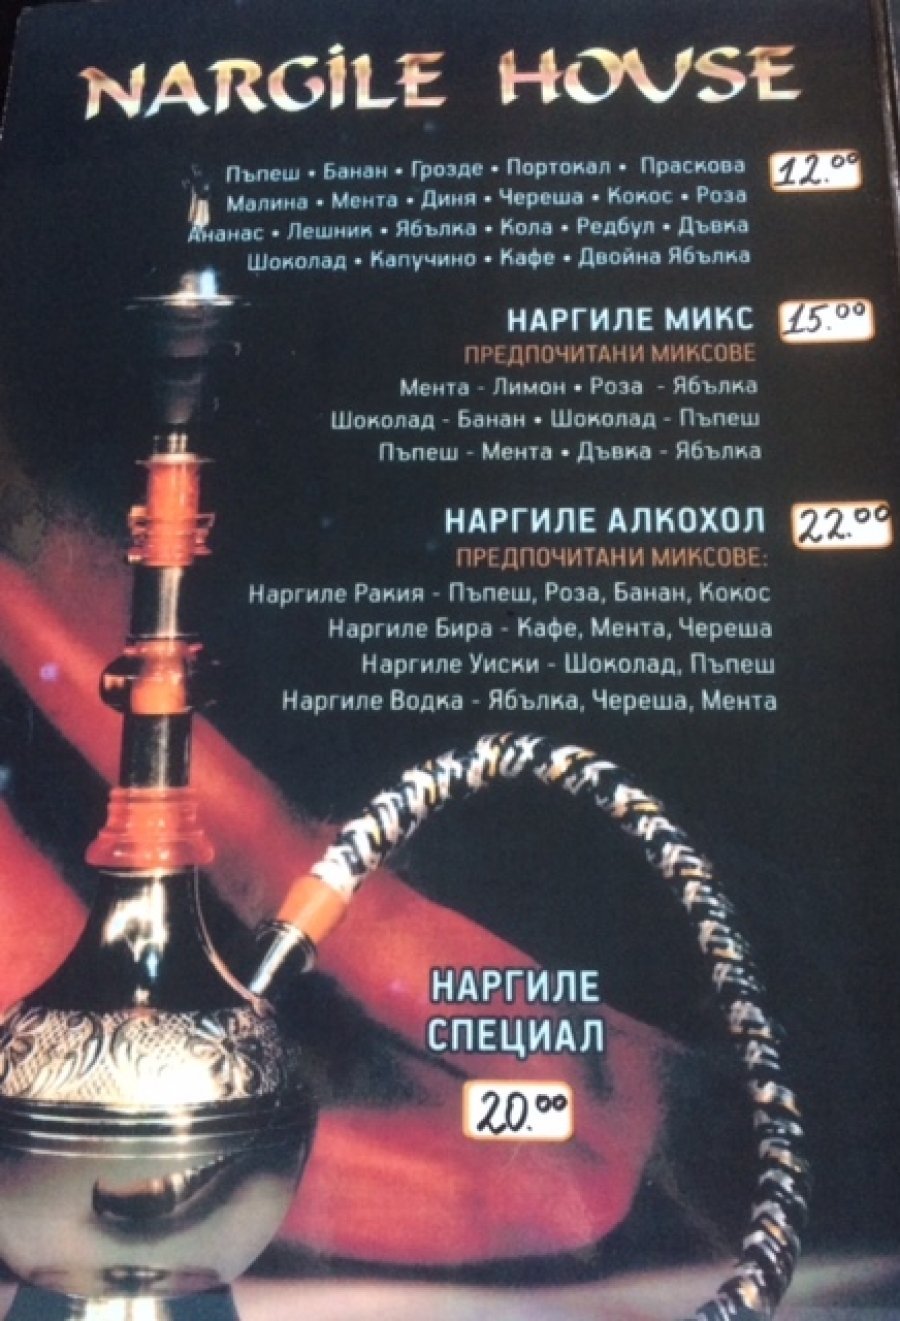 NARGİLE HOUSE
Пъпеш • Банан • Грозде • Портокал • Праскова 12.00
Малина • Мента • Диня • Череша • Кокос • Роза
Ананас • Лешник • Ябълка • Кола • Редбул • Дъвка
Шоколад • Капучино • Кафе • Двойна Ябълка
НАРГИЛЕ МИКС 15.00
ПРЕДПОЧИТАНИ МИКСОВЕ
Мента - Лимон • Роза - Ябълка
Шоколад - Банан • Шоколад - Пъпеш
Пъпеш - Мента • Дъвка - Ябълка
НАРГИЛЕ АЛКОХОЛ 22.00
ПРЕДПОЧИТАНИ МИКСОВЕ:
Наргиле Ракия - Пъпеш, Роза, Банан, Кокос
Наргиле Бира - Кафе, Мента, Череша
Наргиле Уиски - Шоколад, Пъпеш
Наргиле Водка - Ябълка, Череша, Мента
НАРГИЛЕ
СПЕЦИАЛ
20.00